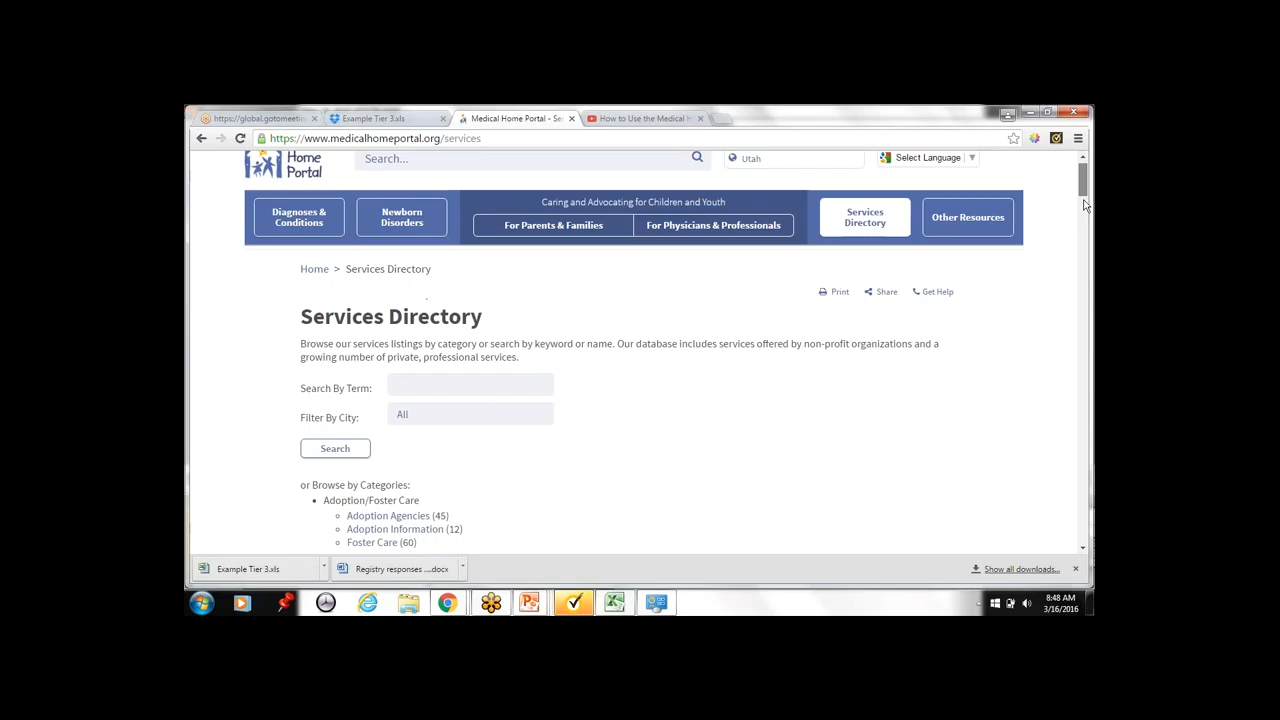 https://global.gotomeetin
Example Tier 3.xls
Medical Home Portal - Se
How to Use the Medical H
https://www.medicalhomeportal.org/services
Home
Portal
Search...
Utah
Select Language
Diagnoses &
Conditions
Newborn
Disorders
Caring and Advocating for Children and Youth
For Parents & Families
For Physicians & Professionals
Services
Directory
Other Resources
Home > Services Directory
Print
Share
Get Help
Services Directory
Browse our services listings by category or search by keyword or name. Our database includes services offered by non-profit organizations and a
growing number of private, professional services.
Search By Term:
Filter By City:
All
Search
or Browse by Categories:
Adoption/Foster Care
Adoption Agencies (45)
Adoption Information (12)
Foster Care (60)
Example Tier 3.xls
Registry responses ....docx
Show all downloads...
8:48 AM
3/16/2016